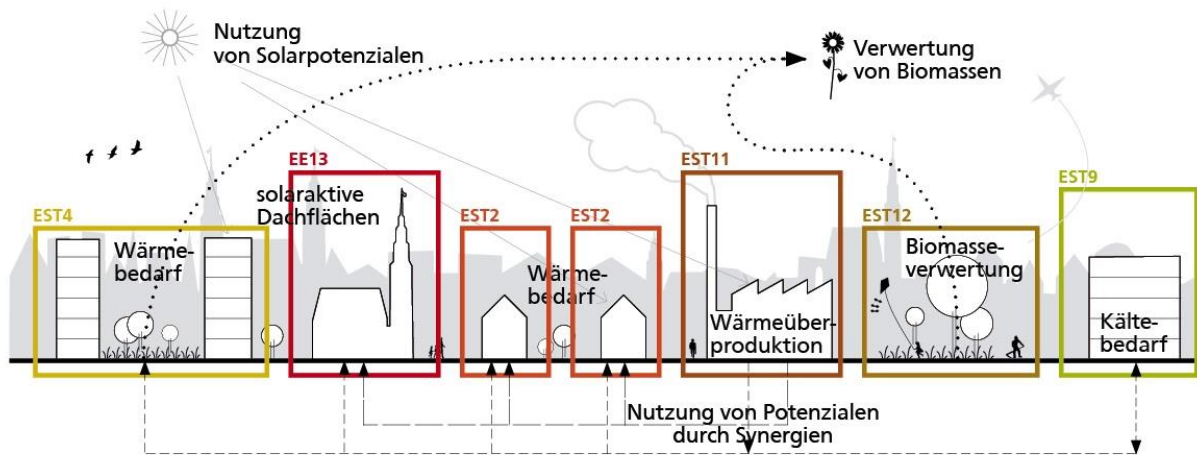 Nutzung
von Solarpotenzialen
Verwertung
von Biomassen
EE13
solaraktive
Dachflächen
EST11
EST9
EST4
Wärme-
bedarf
EST2
EST2
Wärme-
bedarf
EST12
Biomasse-
verwertung
Wärmeüber-
produktion
Kälte-
bedarf
Nutzung von Potenzialen
durch Synergien